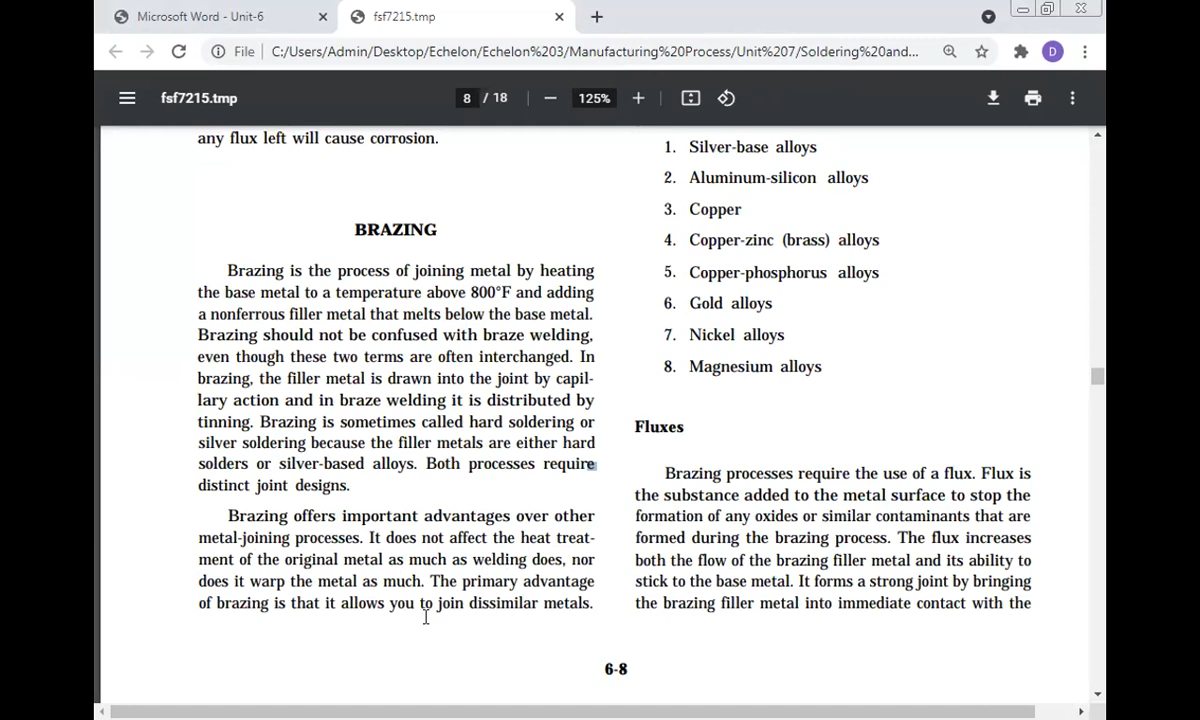 Microsoft Word - Unit-6
fsf7215.tmp
File
C:/Users/Admin/Desktop/Echelon/Echelon%203/Manufacturing%20Process/Unit%207/Soldering%20and...
D
fsf7215.tmp
8 / 18
125%
any flux left will cause corrosion.
BRAZING
Brazing is the process of joining metal by heating
the base metal to a temperature above 800°F and adding
a nonferrous filler metal that melts below the base metal.
Brazing should not be confused with braze welding,
even though these two terms are often interchanged. In
brazing, the filler metal is drawn into the joint by capil-
lary action and in braze welding it is distributed by
tinning. Brazing is sometimes called hard soldering or
silver soldering because the filler metals are either hard
solders or silver-based alloys. Both processes require
distinct joint designs.
Brazing offers important advantages over other
metal-joining processes. It does not affect the heat treat-
ment of the original metal as much as welding does, nor
does it warp the metal as much. The primary advantage
of brazing is that it allows you to join dissimilar metals.
1. Silver-base alloys
2. Aluminum-silicon alloys
3. Copper
4. Copper-zinc (brass) alloys
5. Copper-phosphorus alloys
6. Gold alloys
7. Nickel alloys
8. Magnesium alloys
Fluxes
Brazing processes require the use of a flux. Flux is
the substance added to the metal surface to stop the
formation of any oxides or similar contaminants that are
formed during the brazing process. The flux increases
both the flow of the brazing filler metal and its ability to
stick to the base metal. It forms a strong joint by bringing
the brazing filler metal into immediate contact with the
6-8